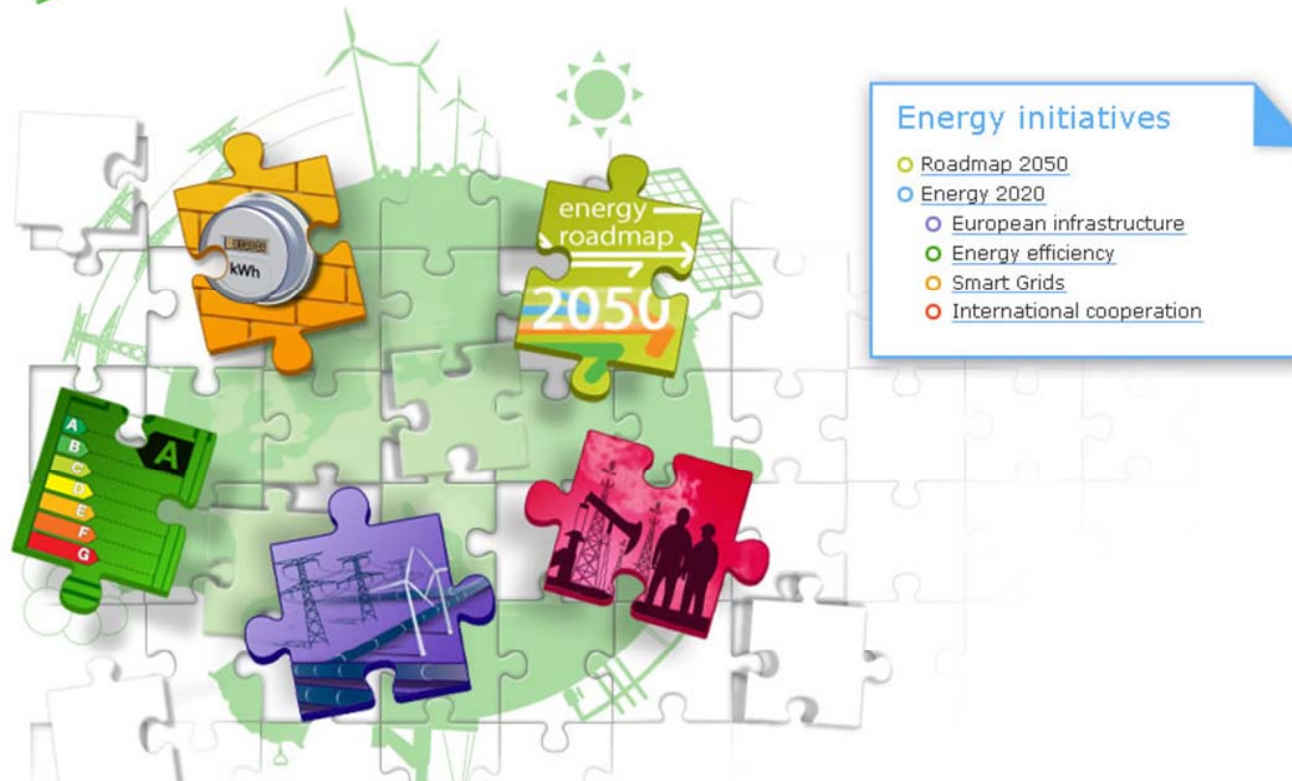 energy
roadmap
2050
kWh
A
B
C
D
E
F
G
A
Energy initiatives
Roadmap 2050
Energy 2020
European infrastructure
Energy efficiency
Smart Grids
International cooperation